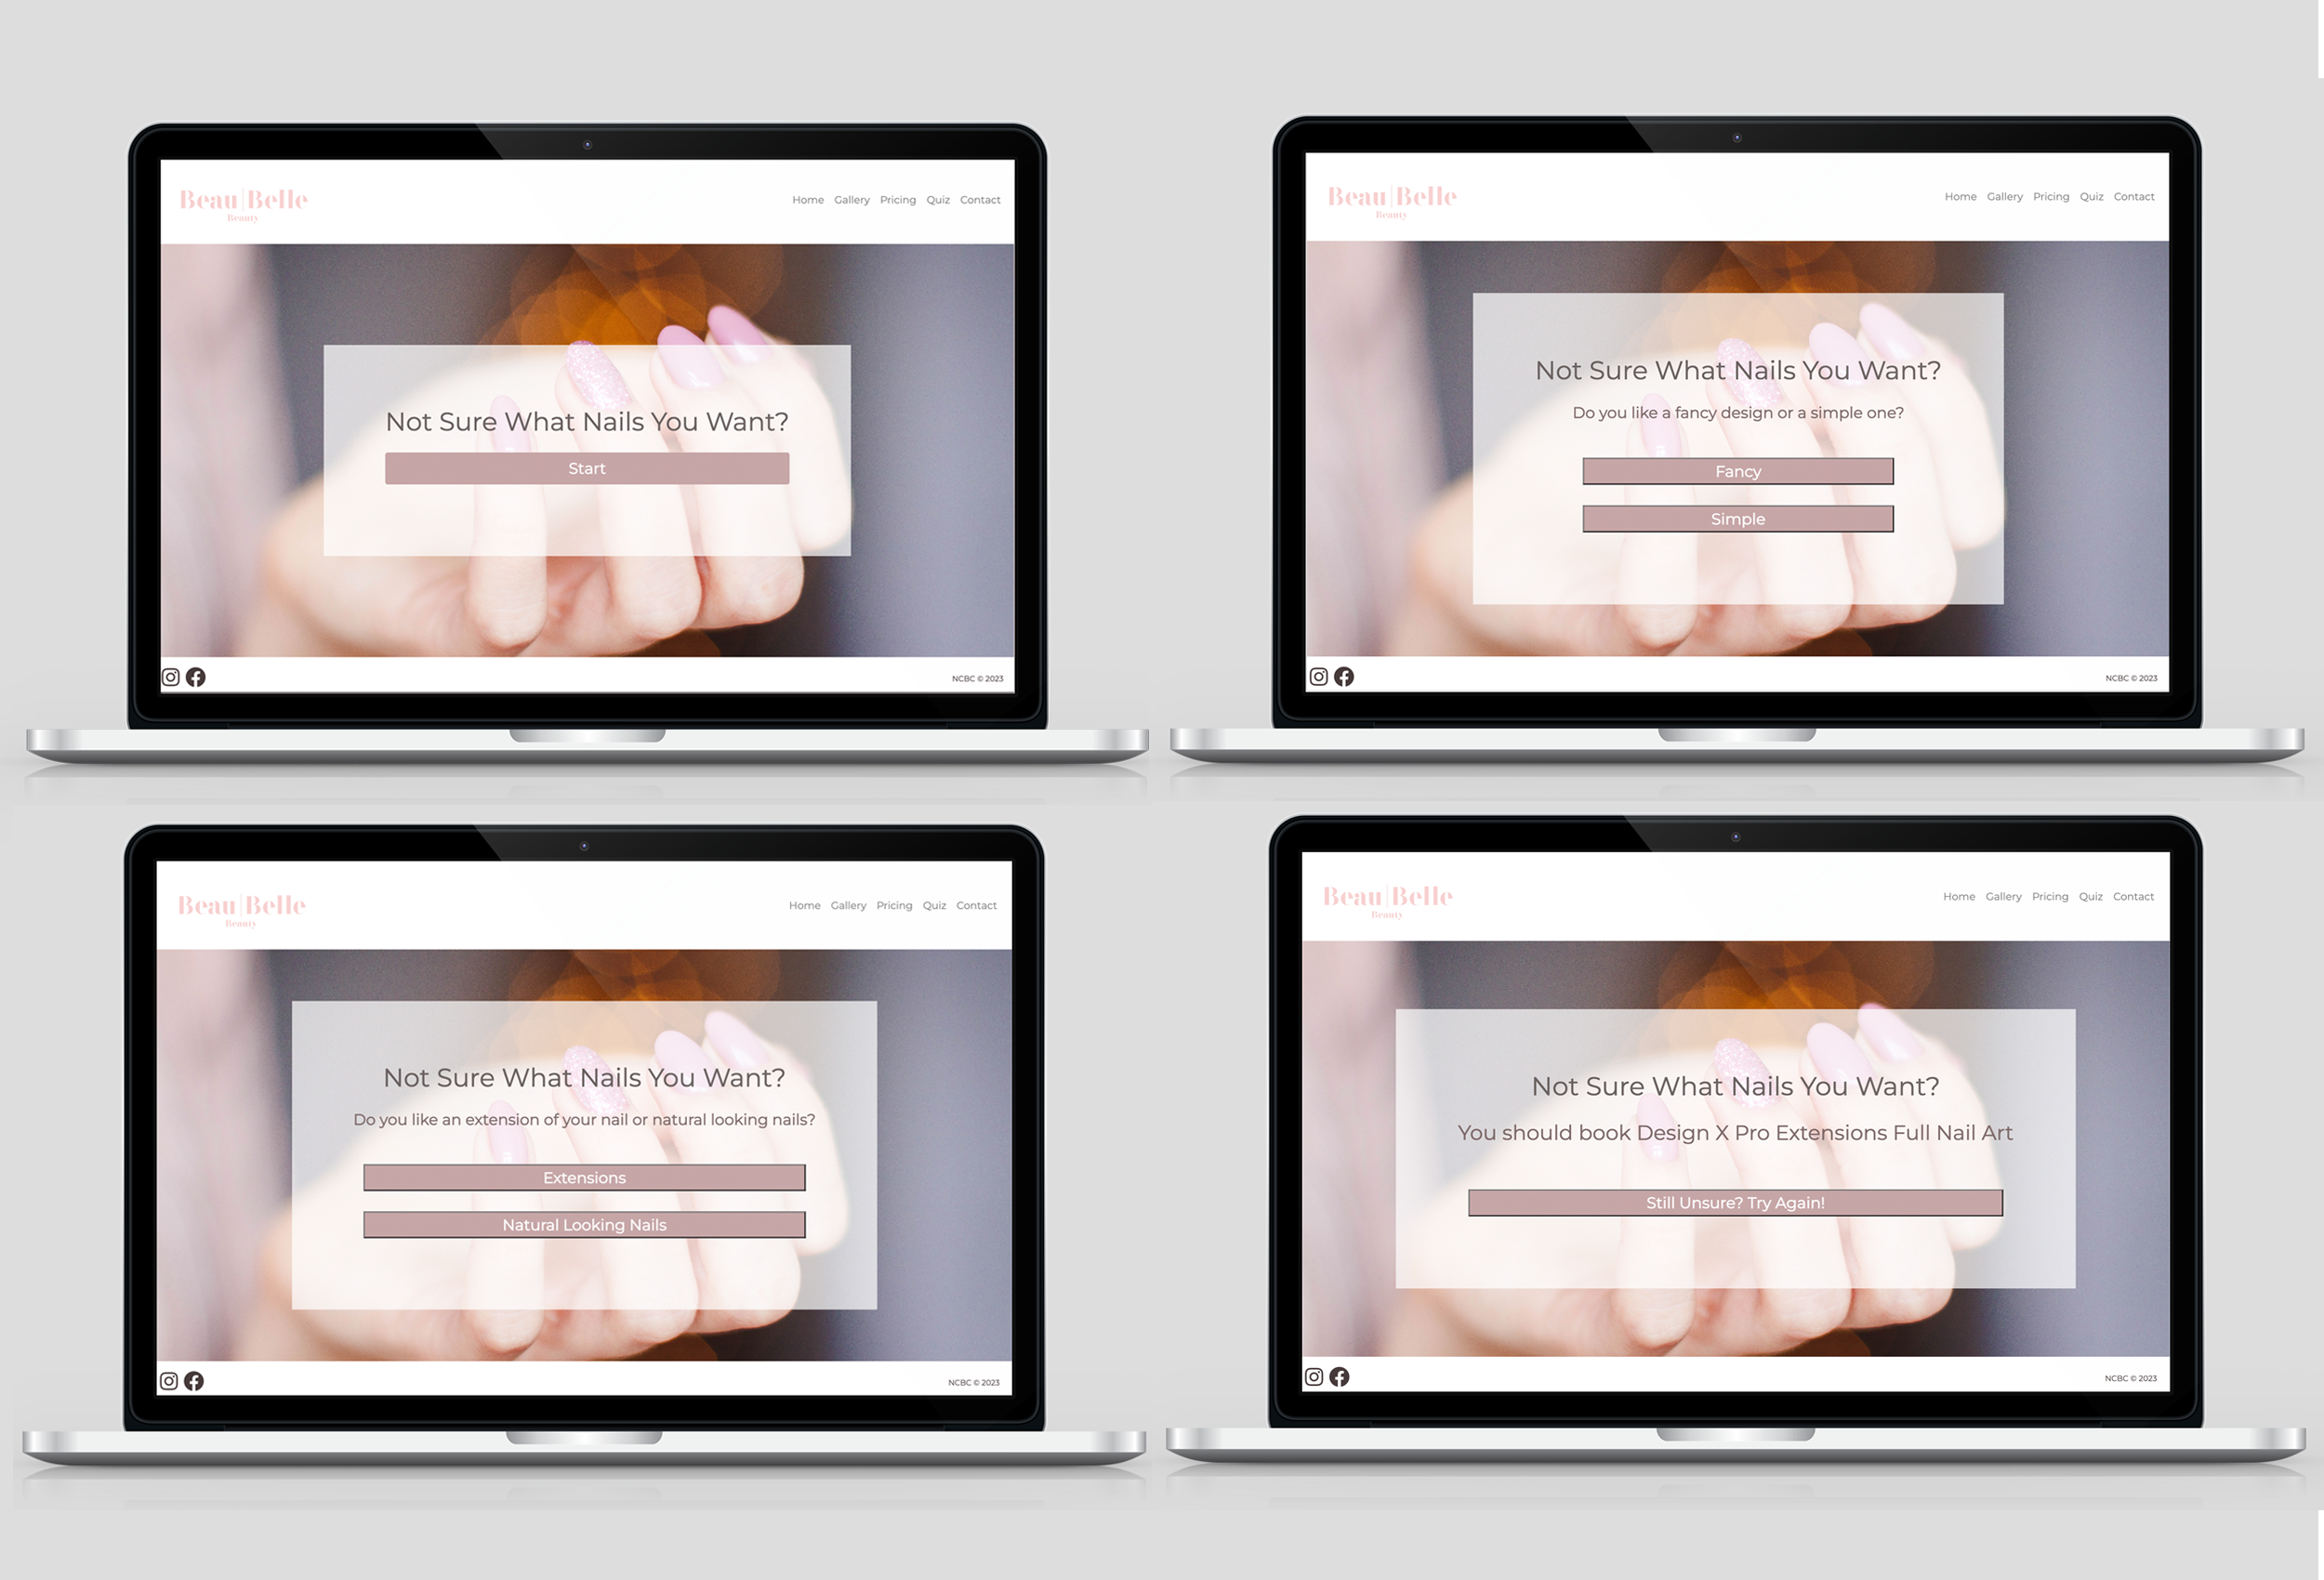 Beau|Belle
Beauty
Home Gallery Pricing Quiz Contact
Not Sure What Nails You Want?
Start
NCBC © 2023
Beau|Belle
Beauty
Home Gallery Pricing Quiz Contact
Not Sure What Nails You Want?
Do you like a fancy design or a simple one?
Fancy
Simple
NCBC © 2023
Beau|Belle
Beauty
Home Gallery Pricing Quiz Contact
Not Sure What Nails You Want?
Do you like an extension of your nail or natural looking nails?
Extensions
Natural Looking Nails
NCBC © 2023
Beau|Belle
Beauty
Home Gallery Pricing Quiz Contact
Not Sure What Nails You Want?
You should book Design X Pro Extensions Full Nail Art
Still Unsure? Try Again!
NCBC © 2023